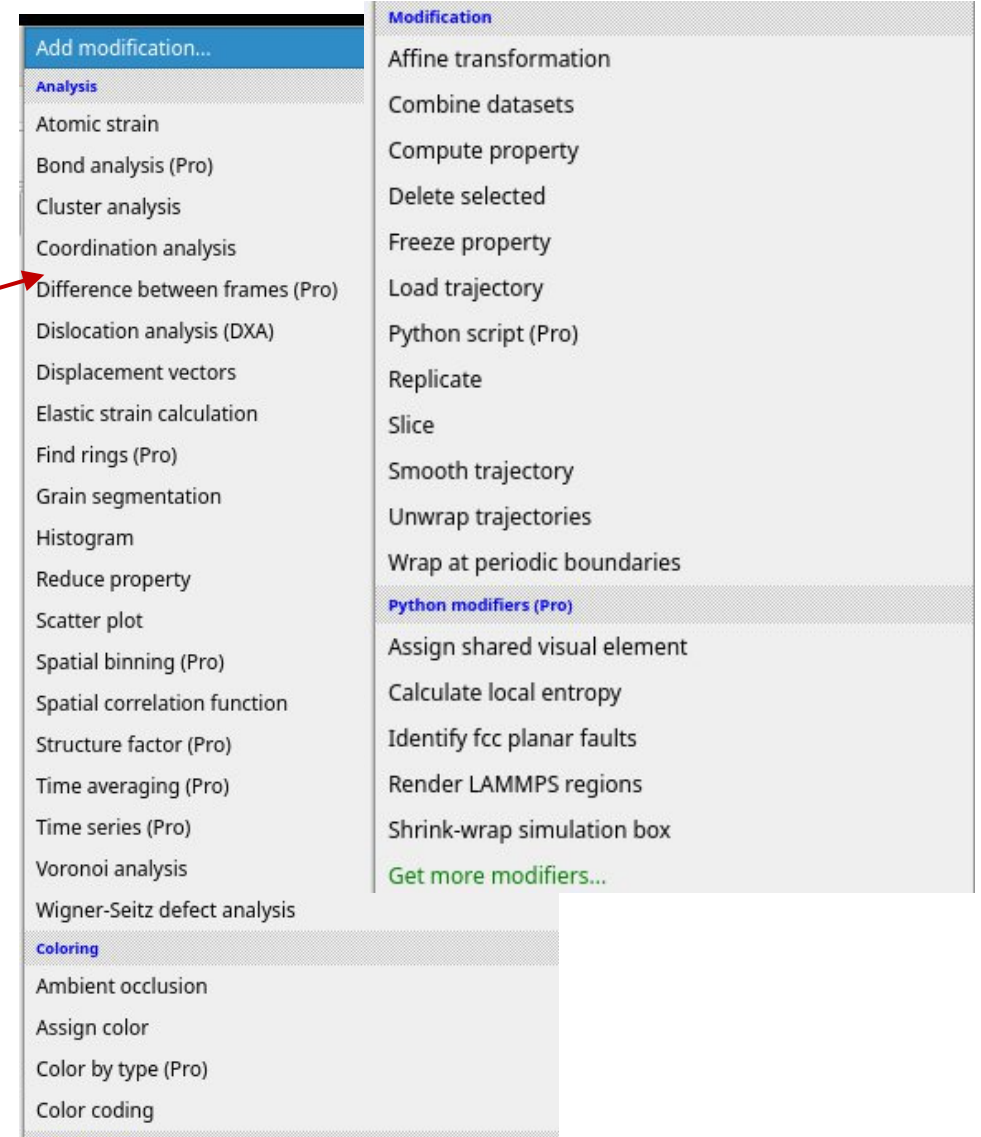 Add modification...
Analysis
Atomic strain
Bond analysis (Pro)
Cluster analysis
Coordination analysis
Difference between frames (Pro)
Dislocation analysis (DXA)
Displacement vectors
Elastic strain calculation
Find rings (Pro)
Grain segmentation
Histogram
Reduce property
Scatter plot
Spatial binning (Pro)
Spatial correlation function
Structure factor (Pro)
Time averaging (Pro)
Time series (Pro)
Voronoi analysis
Wigner-Seitz defect analysis
Coloring
Ambient occlusion
Assign color
Color by type (Pro)
Color coding
Modification
Affine transformation
Combine datasets
Compute property
Delete selected
Freeze property
Load trajectory
Python script (Pro)
Replicate
Slice
Smooth trajectory
Unwrap trajectories
Wrap at periodic boundaries
Python modifiers (Pro)
Assign shared visual element
Calculate local entropy
Identify fcc planar faults
Render LAMMPS regions
Shrink-wrap simulation box
Get more modifiers...